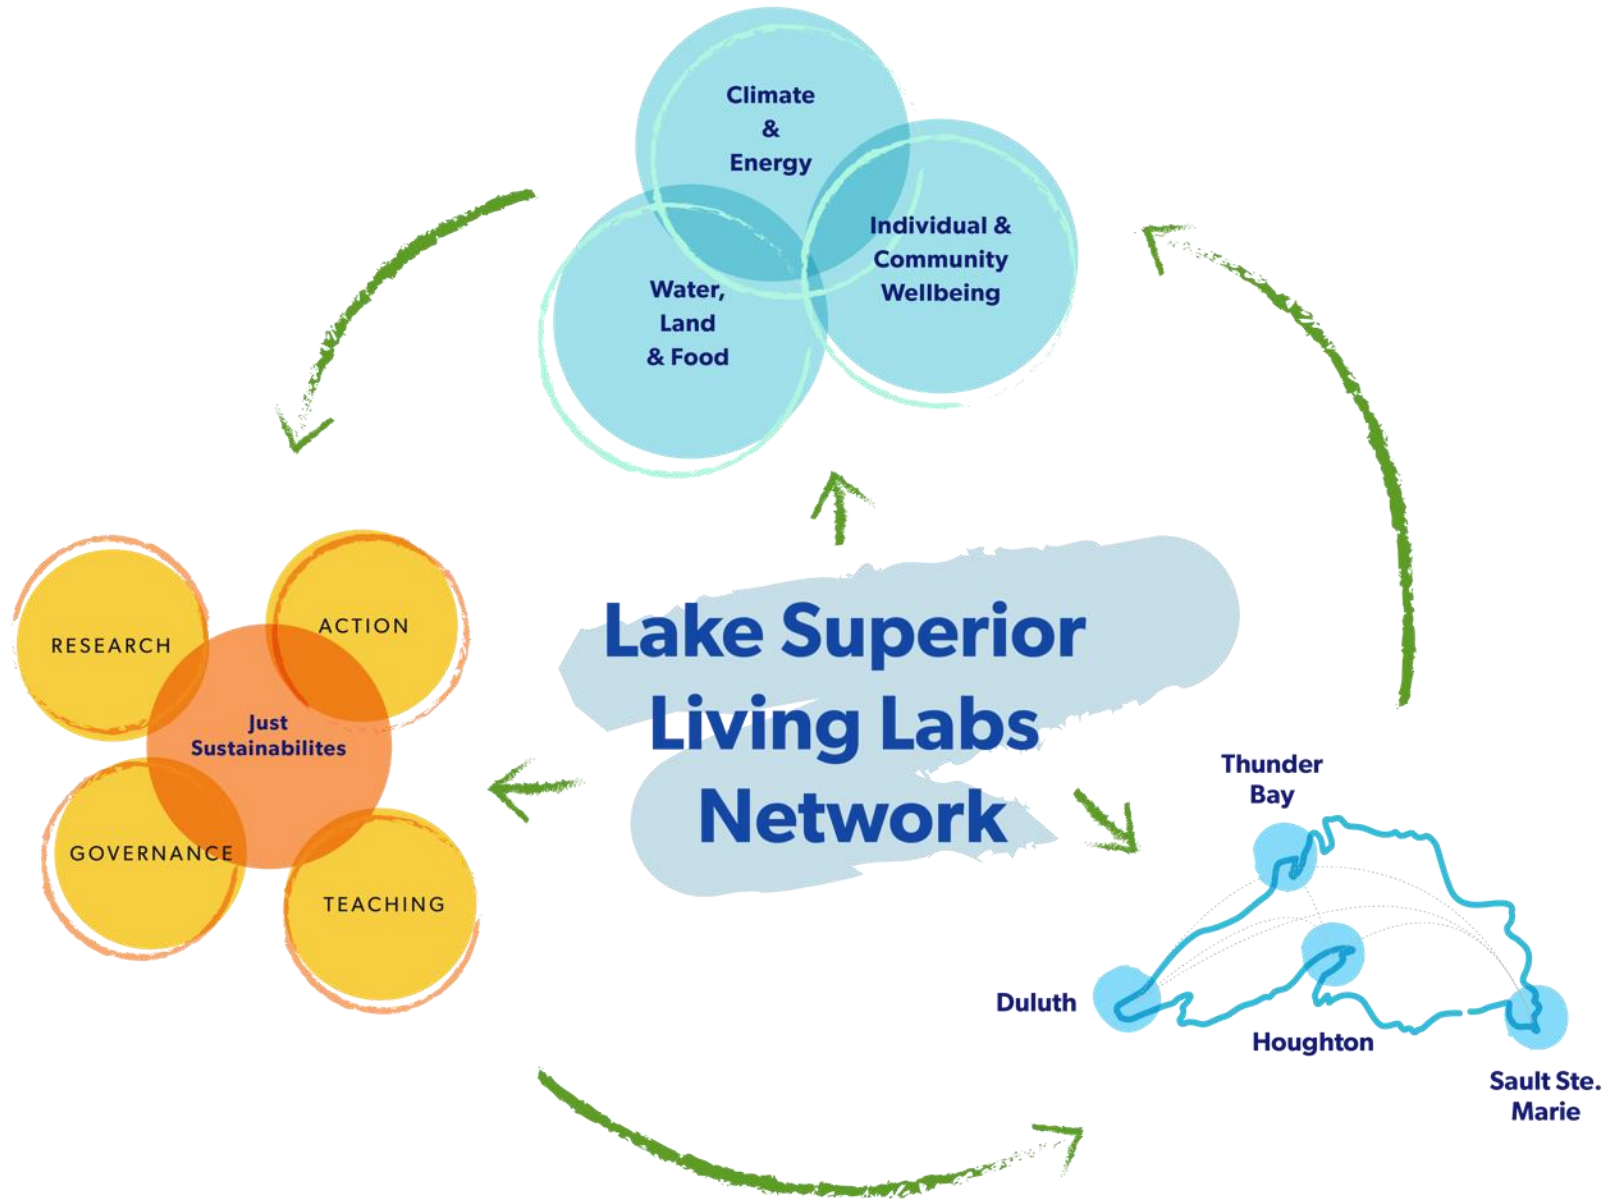 Climate
&
Energy
Individual &
Community
Wellbeing
Water,
Land
& Food
RESEARCH
ACTION
Just
Sustainabilites
GOVERNANCE
TEACHING
Lake Superior
Living Labs
Network
Thunder
Bay
Duluth
Houghton
Sault Ste.
Marie